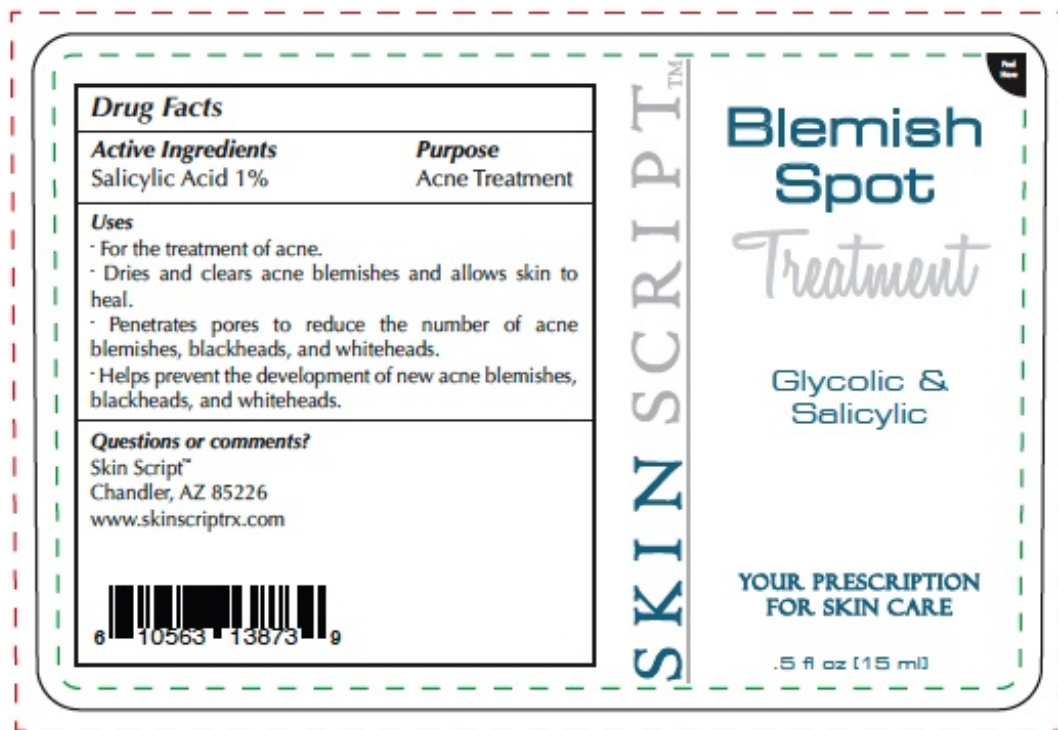 Drug Facts
Active Ingredients Purpose
Salicylic Acid 1% Acne Treatment
Uses
· For the treatment of acne.
· Dries and clears acne blemishes and allows skin to
heal.
· Penetrates pores to reduce the number of acne
blemishes, blackheads, and whiteheads.
· Helps prevent the development of new acne blemishes,
blackheads, and whiteheads.
Questions or comments?
Skin Script™
Chandler, AZ 85226
www.skinscriptrx.com
6 10563 13873 9
SKIN SCRIPT™
Peel
Here
Blemish
Spot
Treatment
Glycolic &
Salicylic
YOUR PRESCRIPTION
FOR SKIN CARE
.5 fl oz [15 ml]